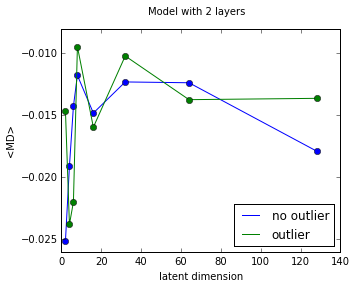 Model with 2 layers
−0.010
−0.015
−0.020
−0.025
<MD>
no outlier
outlier
0 20 40 60 80 100 120 140
latent dimension